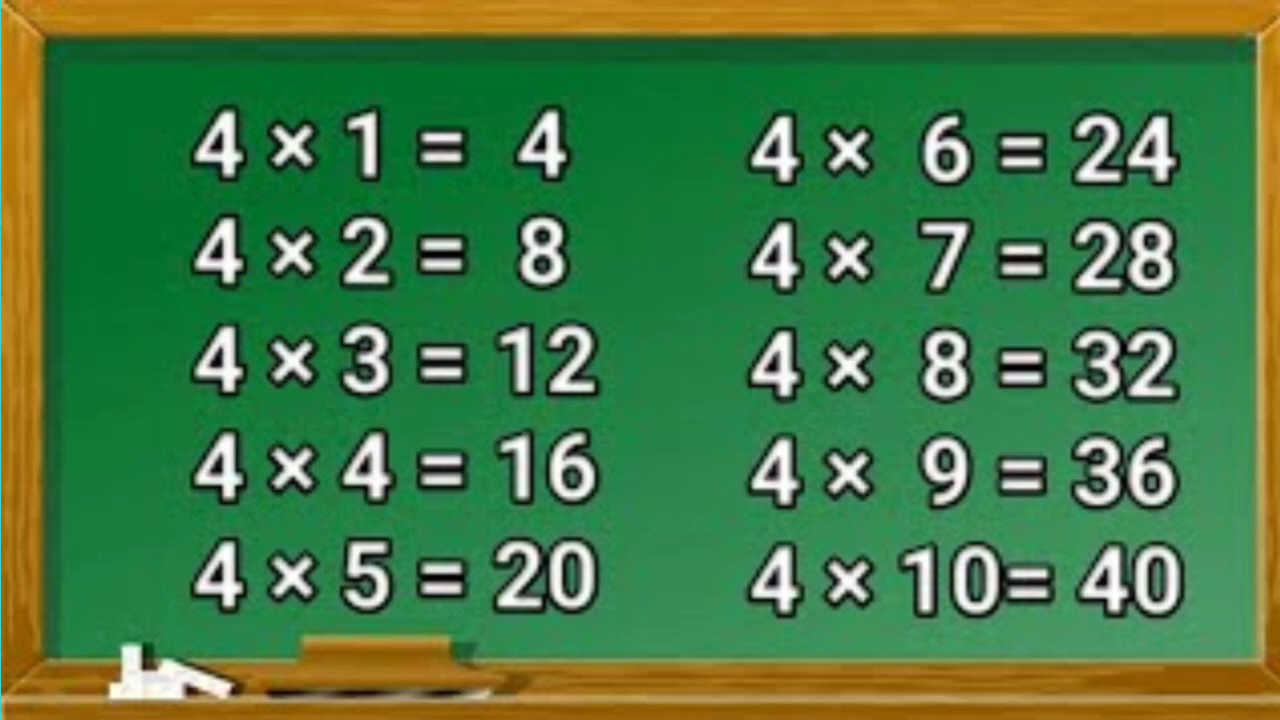 4 × 1 = 4
4 × 2 = 8
4 × 3 = 12
4 × 4 = 16
4 × 5 = 20
4 × 6 = 24
4 × 7 = 28
4 × 8 = 32
4 × 9 = 36
4 × 10= 40